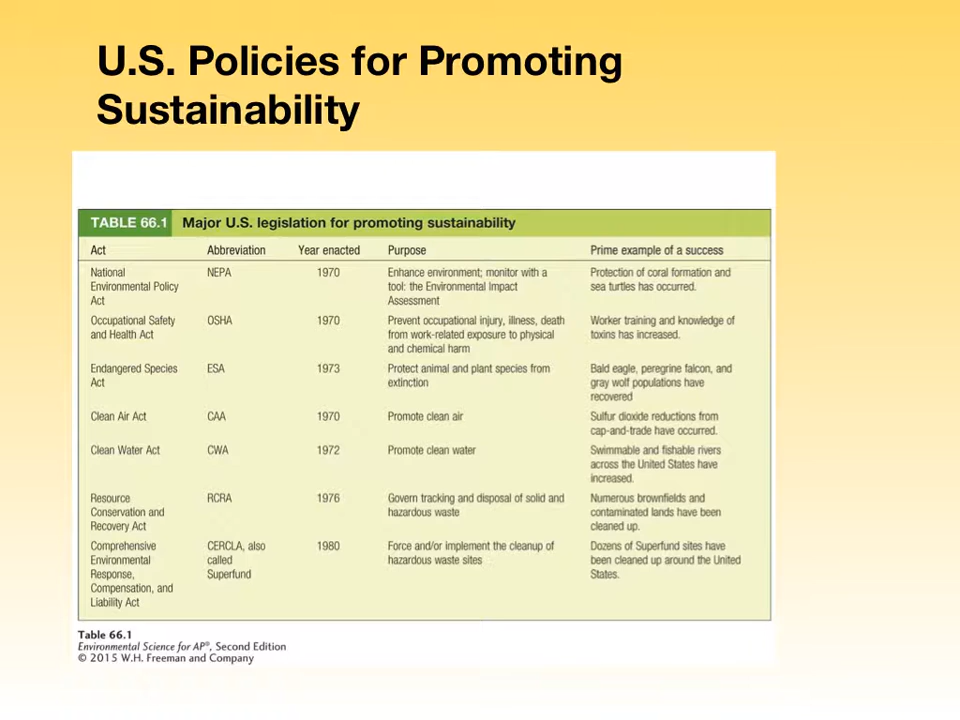 U.S. Policies for Promoting
Sustainability
TABLE 66.1 Major U.S. legislation for promoting sustainability
Act Abbreviation Year enacted Purpose Prime example of a success
National NEPA 1970 Enhance environment; monitor with a Protection of coral formation and
Environmental Policy tool: the Environmental Impact sea turtles has occurred.
Act Assessment
Occupational Safety OSHA 1970 Prevent occupational injury, illness, death Worker training and knowledge of
and Health Act from work-related exposure to physical toxins has increased.
and chemical harm
Endangered Species ESA 1973 Protect animal and plant species from Bald eagle, peregrine falcon, and
Act extinction gray wolf populations have
recovered
Clean Air Act CAA 1970 Promote clean air Sulfur dioxide reductions from
cap-and-trade have occurred.
Clean Water Act CWA 1972 Promote clean water Swimmable and fishable rivers
across the United States have
increased.
Resource RCRA 1976 Govern tracking and disposal of solid and Numerous brownfields and
Conservation and hazardous waste contaminated lands have been
Recovery Act cleaned up.
Comprehensive CERCLA, also 1980 Force and/or implement the cleanup of Dozens of Superfund sites have
Environmental called hazardous waste sites been cleaned up around the United
Response, Superfund States.
Compensation, and
Liability Act
Table 66.1
Environmental Science for AP®, Second Edition
© 2015 W.H. Freeman and Company